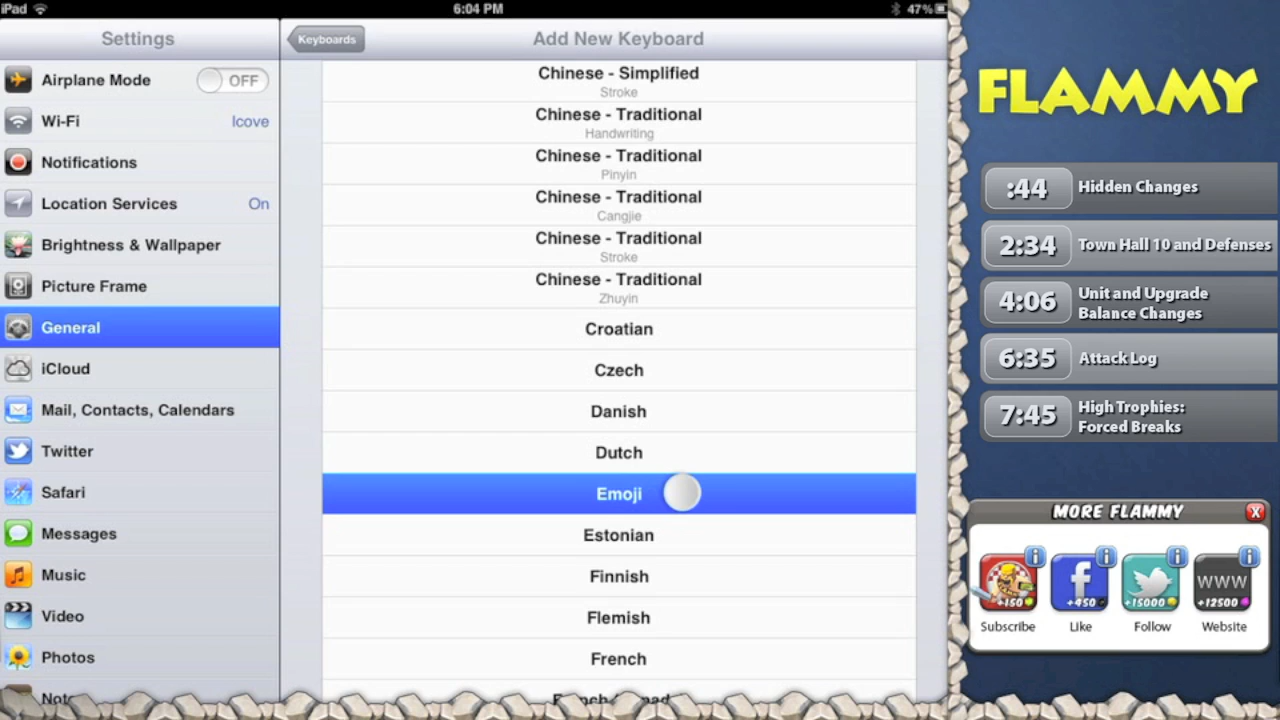 iPad
6:04 PM
47%
Settings
Keyboards
Add New Keyboard
Airplane Mode
OFF
Wi-Fi
Icove
Notifications
Location Services
On
Brightness & Wallpaper
Picture Frame
General
iCloud
Mail, Contacts, Calendars
Twitter
Safari
Messages
Music
Video
Photos
Chinese - Simplified
Stroke
Chinese - Traditional
Handwriting
Chinese - Traditional
Pinyin
Chinese - Traditional
Cangjie
Chinese - Traditional
Stroke
Chinese - Traditional
Zhuyin
Croatian
Czech
Danish
Dutch
Emoji
Estonian
Finnish
Flemish
French
FLAMMY
:44 Hidden Changes
2:34 Town Hall 10 and Defenses
4:06 Unit and Upgrade
Balance Changes
6:35 Attack Log
7:45 High Trophies:
Forced Breaks
MORE FLAMMY
X
i i i i
f WWW
+150 +450 +15000 +12500
Subscribe Like Follow Website